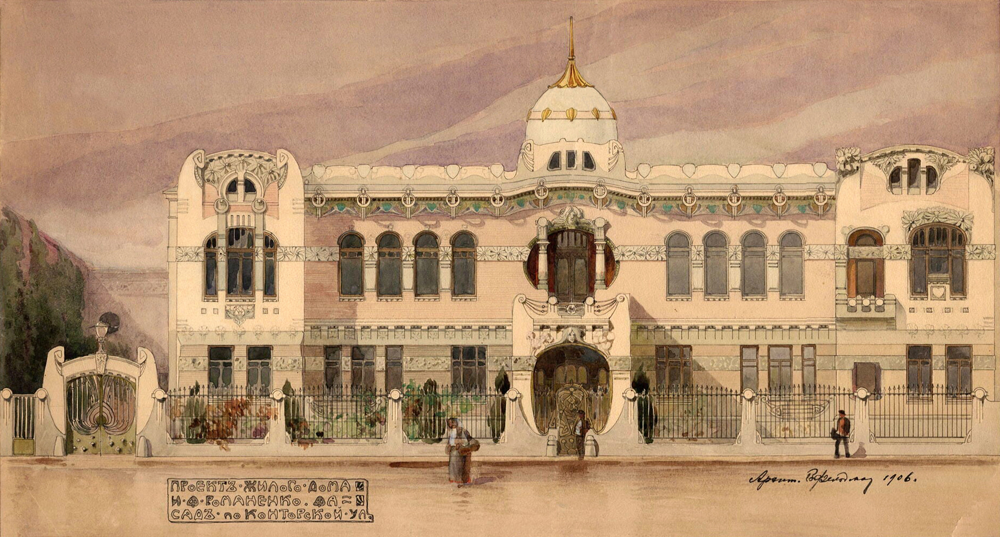 ПРОЕКТЪ · ЖИЛОГО · ДОМА
И · Ф · РОМАНЕНКО. ФА =
САДЪ · по КОНТОРСКОЙ · УЛ.
Архит. 1906.